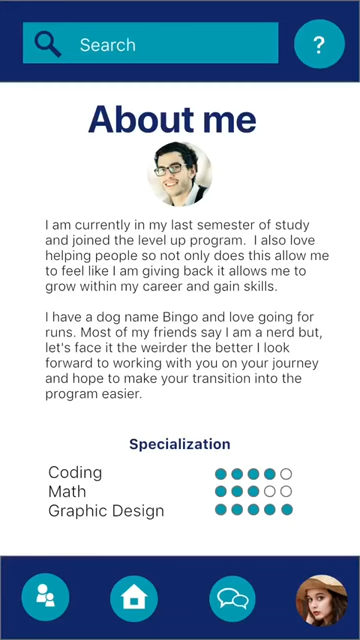 Search
?
About me
I am currently in my last semester of study
and joined the level up program.  I also love
helping people so not only does this allow me
to feel like I am giving back it allows me to
grow within my career and gain skills.
I have a dog name Bingo and love going for
runs. Most of my friends say I am a nerd but,
let's face it the weirder the better I look
forward to working with you on your journey
and hope to make your transition into the
program easier.
Specialization
Coding
Math
Graphic Design